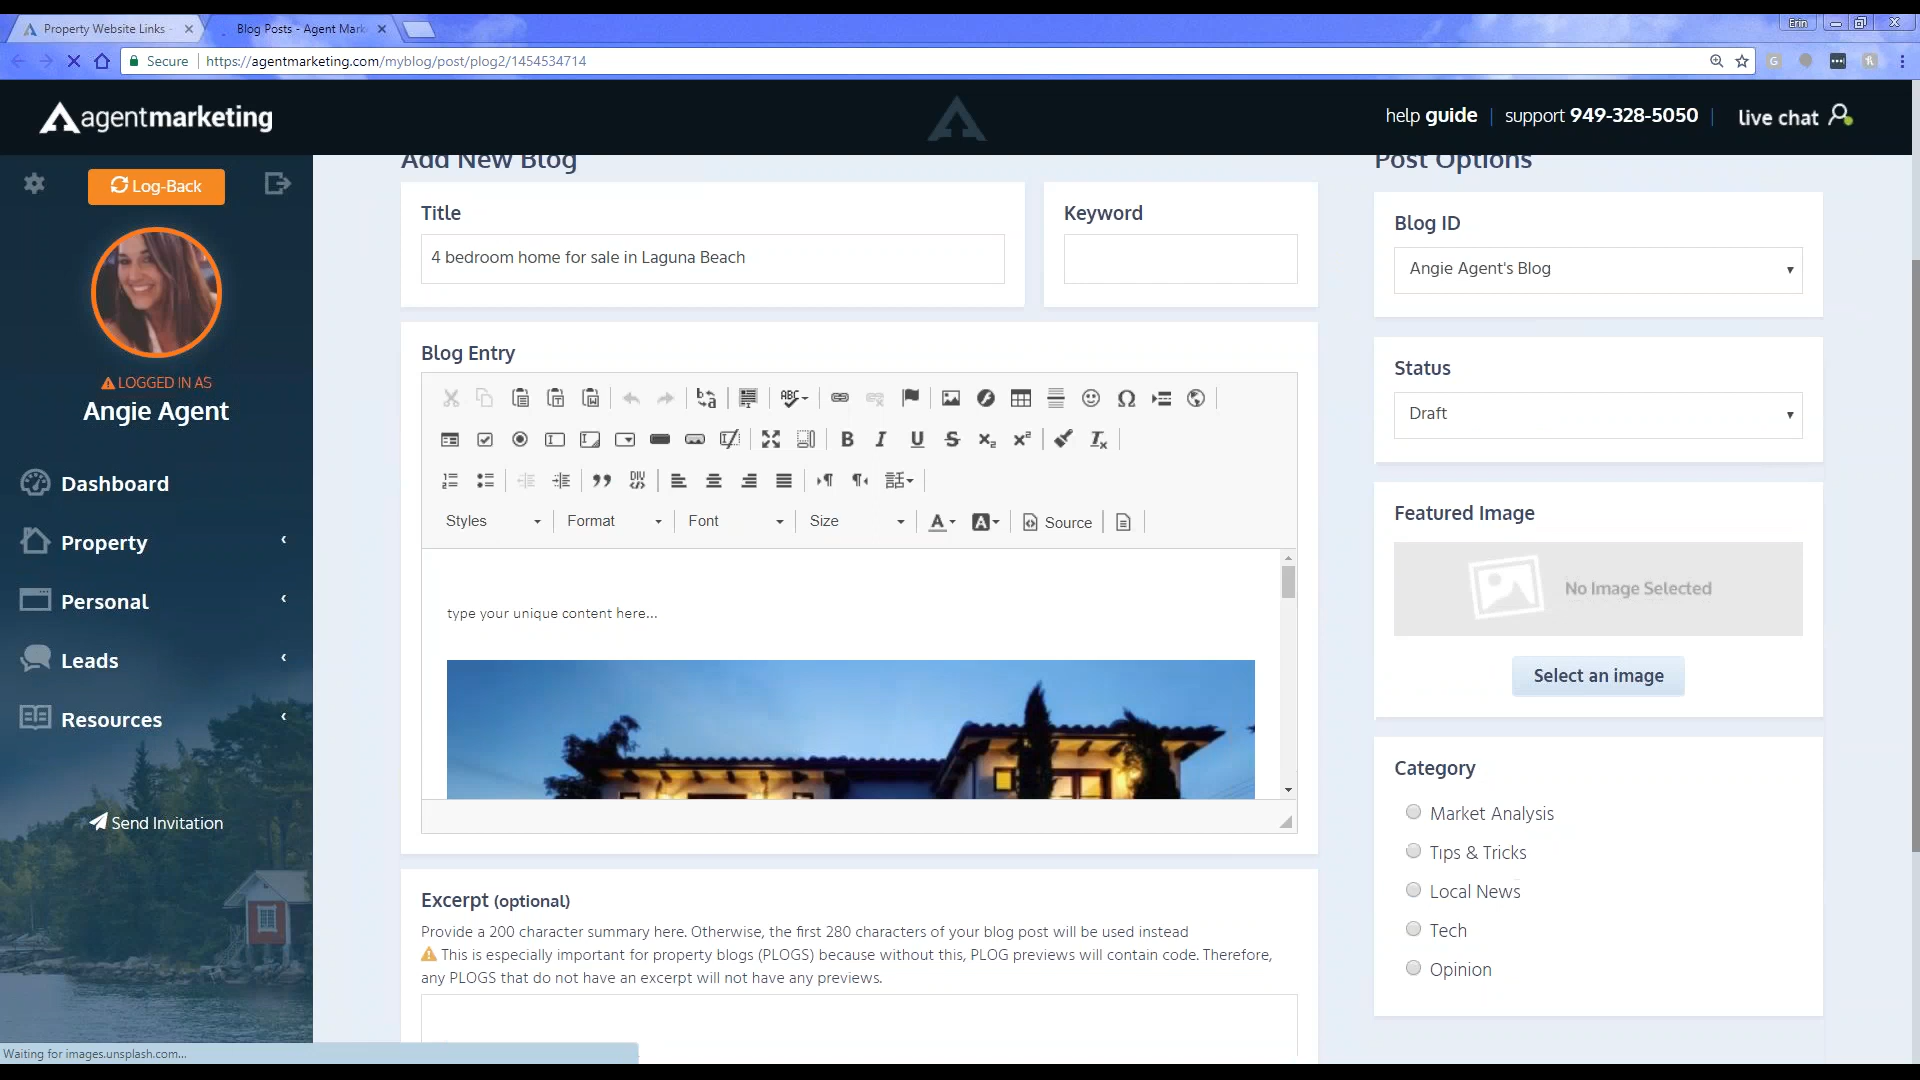 Property Website Links -
Blog Posts - Agent Mark
Erin
Secure
https://agentmarketing.com/myblog/post/plog2/1454534714
agentmarketing
help guide
support 949-328-5050
live chat
Log-Back
LOGGED IN AS
Angie Agent
Dashboard
Property
Personal
Leads
Resources
Send Invitation
Add New Blog
Title
4 bedroom home for sale in Laguna Beach
Keyword
Blog Entry
ABC
B I U S x₂ x² Tx
DIV
Styles
Format
Font
Size
A
A
Source
type your unique content here...
Excerpt (optional)
Provide a 200 character summary here. Otherwise, the first 280 characters of your blog post will be used instead
This is especially important for property blogs (PLOGS) because without this, PLOG previews will contain code. Therefore,
any PLOGS that do not have an excerpt will not have any previews.
Post Options
Blog ID
Angie Agent's Blog
Status
Draft
Featured Image
No Image Selected
Select an image
Category
Market Analysis
Tips & Tricks
Local News
Tech
Opinion
Waiting for images.unsplash.com...